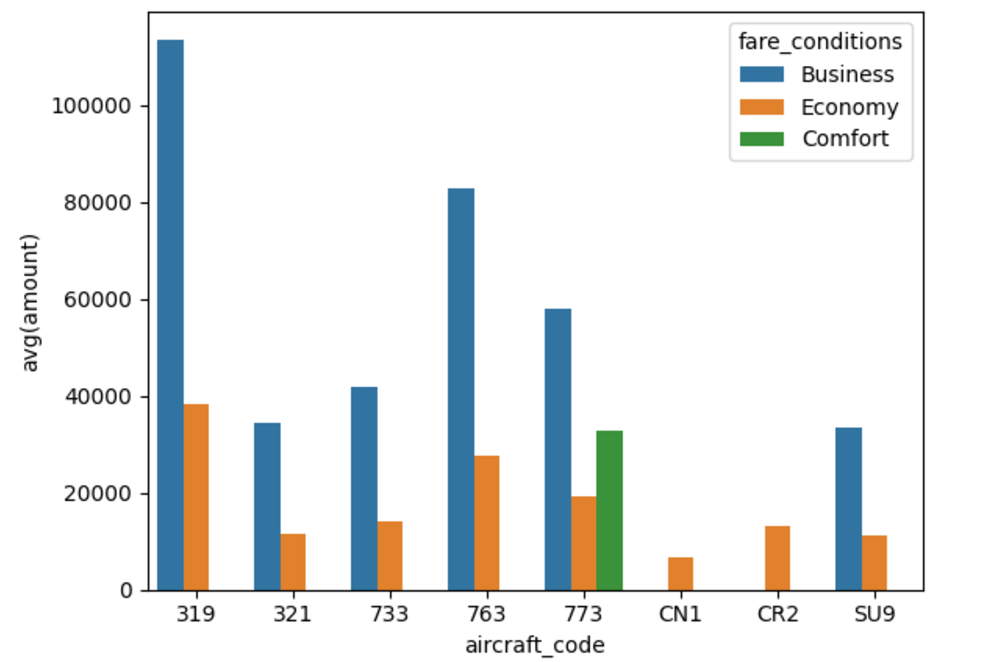 fare_conditions
Business
Economy
Comfort
100000
80000
60000
40000
20000
0
avg(amount)
319 321 733 763 773 CN1 CR2 SU9
aircraft_code